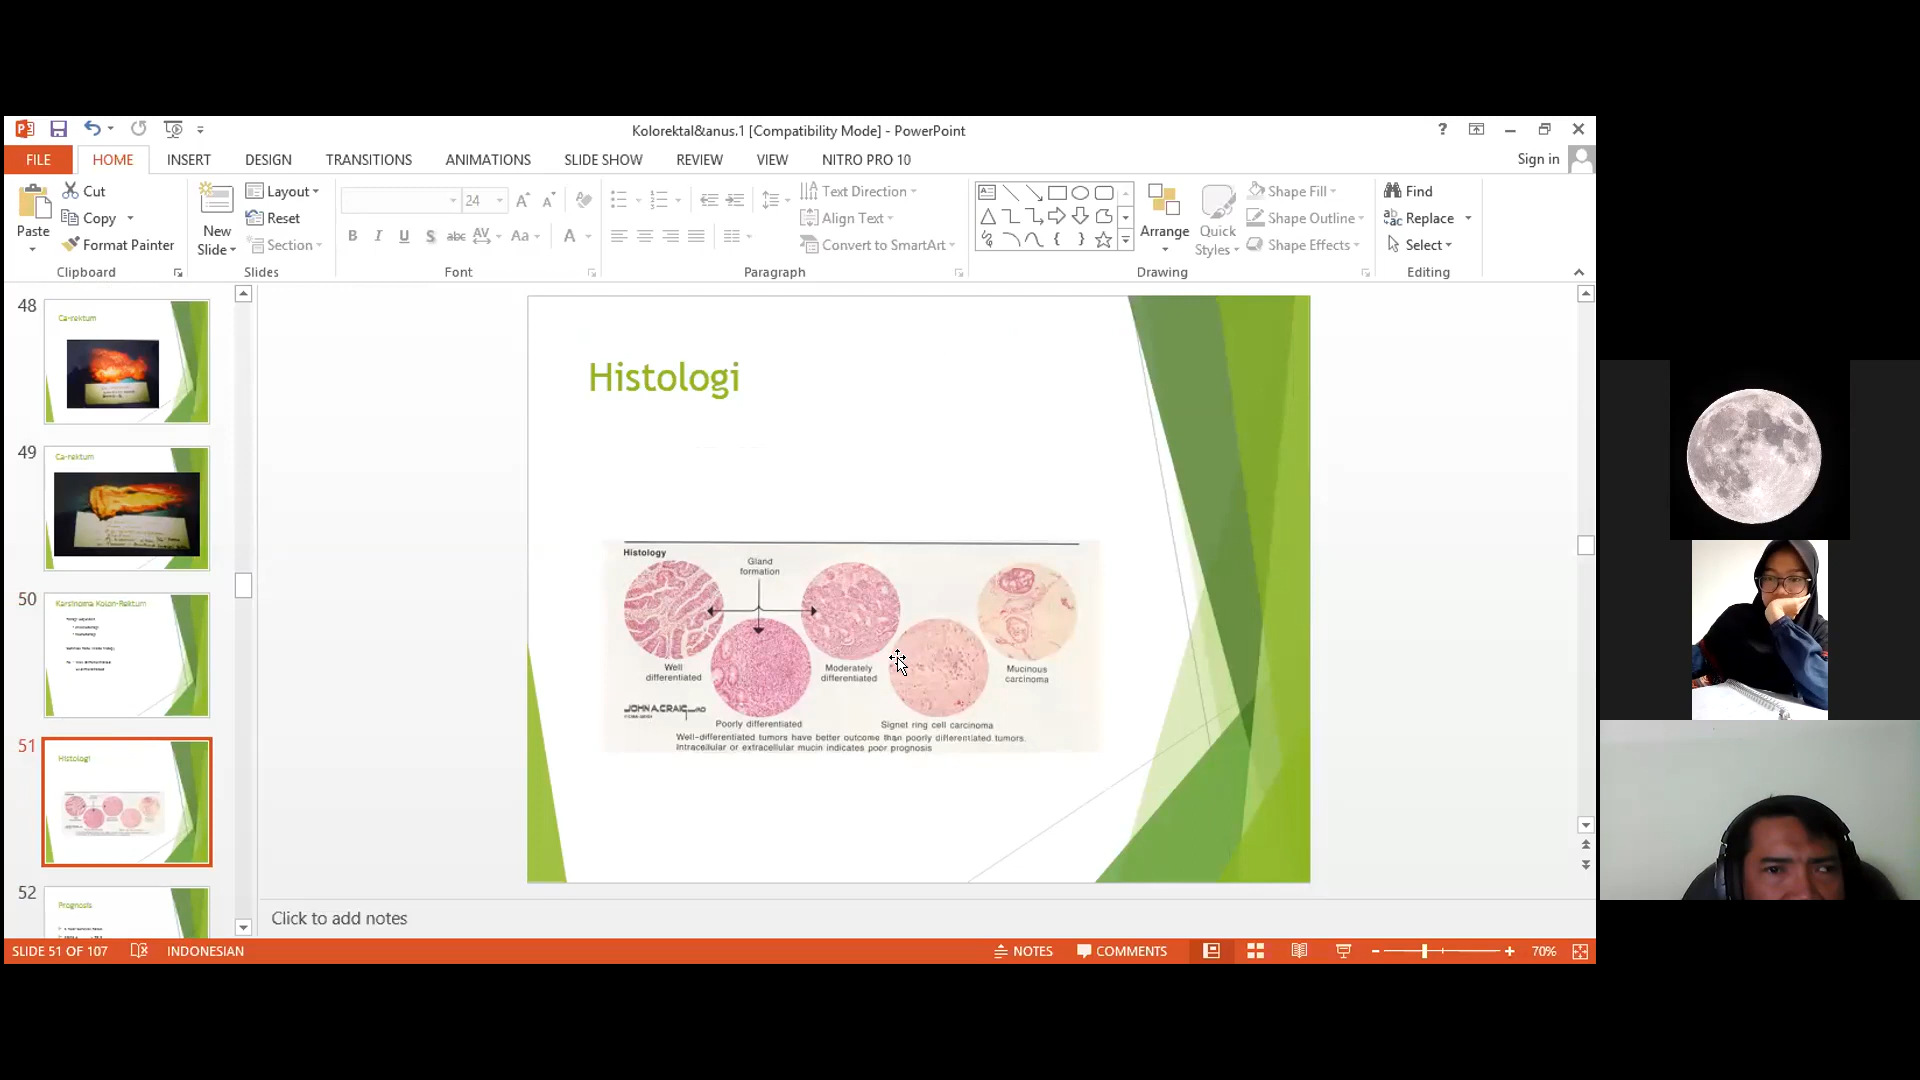 Kolorektal&anus.1 [Compatibility Mode] - PowerPoint
?
FILE HOME INSERT DESIGN TRANSITIONS ANIMATIONS SLIDE SHOW REVIEW VIEW NITRO PRO 10 Sign in
Paste
Cut
Copy
Format Painter
Clipboard
New
Slide
Layout
Reset
Section
Slides
24
B I U S abc AV Aa A
Font
Text Direction
Align Text
Convert to SmartArt
Paragraph
Arrange
Quick
Styles
Shape Fill
Shape Outline
Shape Effects
Drawing
Find
Replace
Select
Editing
48
Ca-rektum
49
Ca-rektum
50
Karsinoma Kolon-Rektum
51
Histologi
52
Prognosis
Histologi
Histology
Gland
formation
Well
differentiated
Moderately
differentiated
Mucinous
carcinoma
JOHN A.CRAIG_MD
Poorly differentiated
Signet ring cell carcinoma
Well-differentiated tumors have better outcome than poorly differentiated tumors.
Intracellular or extracellular mucin indicates poor prognosis
Click to add notes
SLIDE 51 OF 107 INDONESIAN NOTES COMMENTS 70%